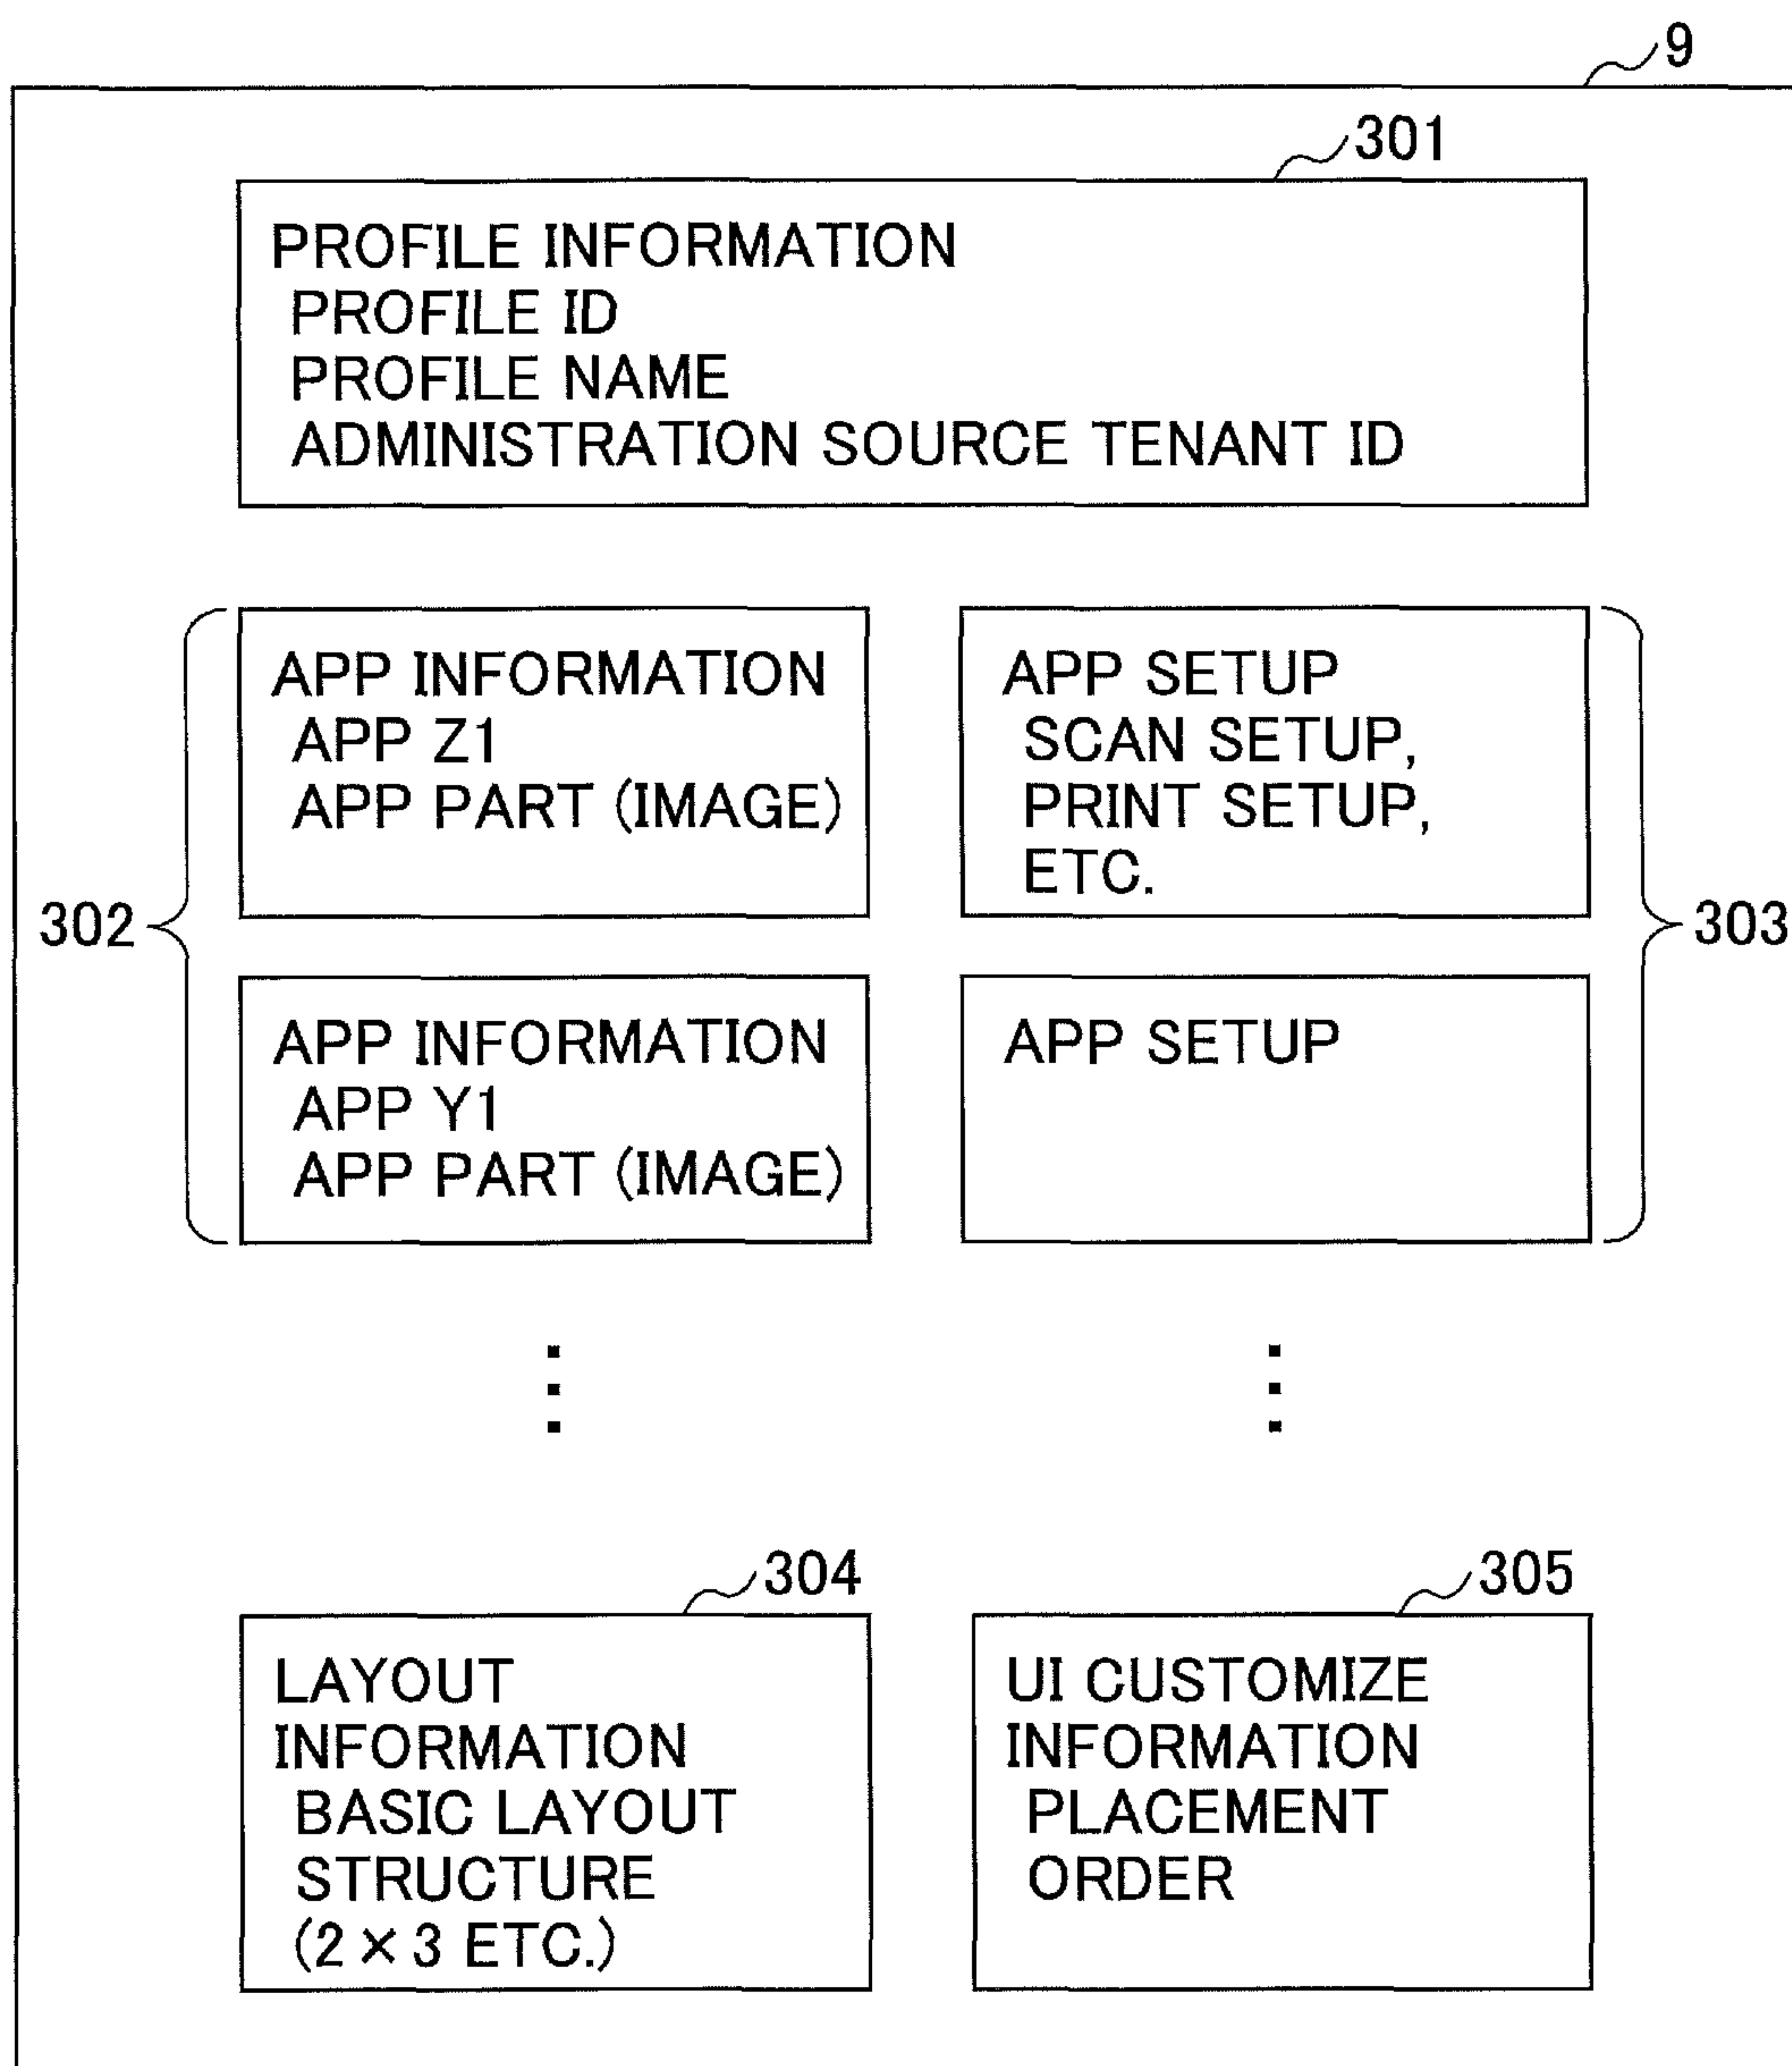 9
301
PROFILE INFORMATION
PROFILE ID
PROFILE NAME
ADMINISTRATION SOURCE TENANT ID
302
APP INFORMATION
APP Z1
APP PART (IMAGE)
APP SETUP
SCAN SETUP,
PRINT SETUP,
ETC.
303
APP INFORMATION
APP Y1
APP PART (IMAGE)
APP SETUP
304
LAYOUT
INFORMATION
BASIC LAYOUT
STRUCTURE
(2 × 3 ETC.)
305
UI CUSTOMIZE
INFORMATION
PLACEMENT
ORDER